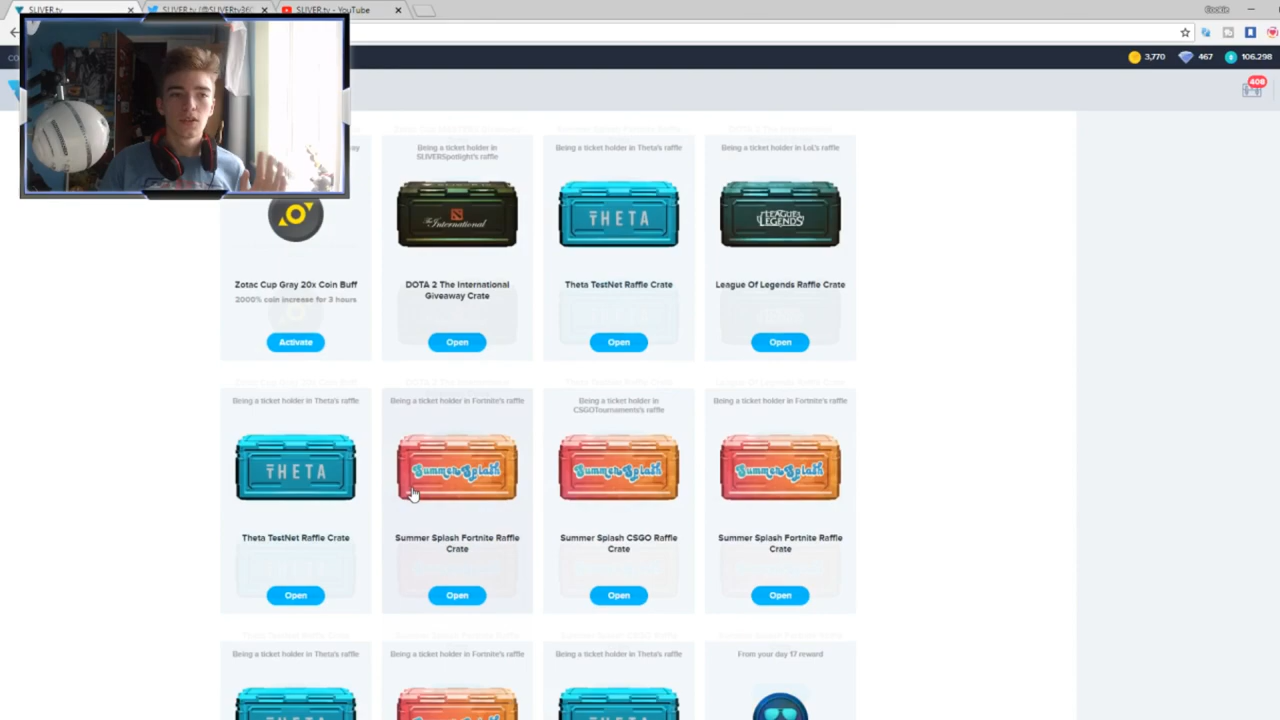 SLIVER.tv
SLIVER.tv (@SLIVERtv360
SLIVER.tv - YouTube
Cookie
CO
3,770
467
106.298
408
Being a ticket holder in SLIVERSpotlight's raffle
Being a ticket holder in Theta's raffle
Being a ticket holder in LoL's raffle
The International
THETA
LEAGUE
LEGENDS
Zotac Cup Gray 20x Coin Buff
2000% coin increase for 3 hours
DOTA 2 The International
Giveaway Crate
Theta TestNet Raffle Crate
League Of Legends Raffle Crate
Activate
Open
Open
Open
Being a ticket holder in Theta's raffle
Being a ticket holder in Fortnite's raffle
Being a ticket holder in
CSGOTournaments's raffle
Being a ticket holder in Fortnite's raffle
THETA
Summer Splash
Summer Splash
Summer Splash
Theta TestNet Raffle Crate
Summer Splash Fortnite Raffle
Crate
Summer Splash CSGO Raffle
Crate
Summer Splash Fortnite Raffle
Crate
Open
Open
Open
Open
Being a ticket holder in Theta's raffle
Being a ticket holder in Fortnite's raffle
Being a ticket holder in Theta's raffle
From your day 17 reward